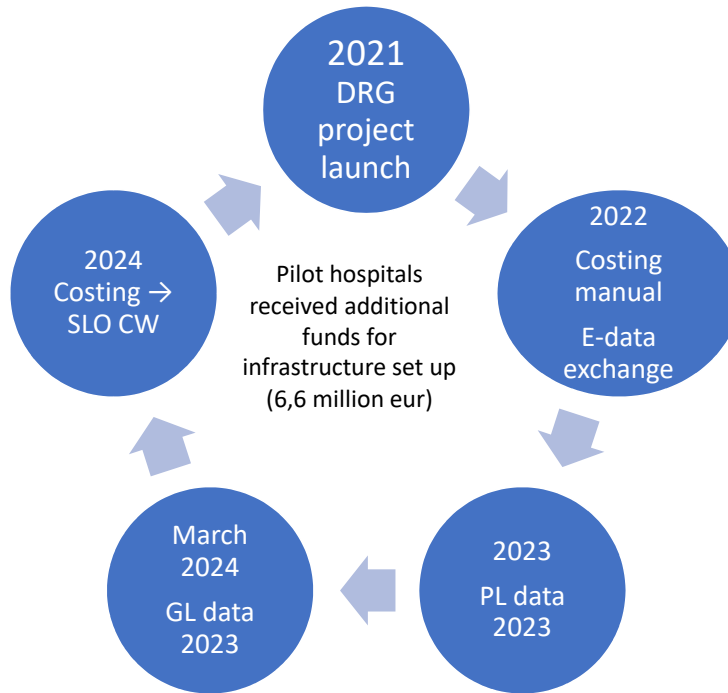 2021
DRG
project
launch
2022
Costing
manual
E-data
exchange
2023
PL data
2023
March
2024
GL data
2023
2024
Costing →
SLO CW
Pilot hospitals
received additional
funds for
infrastructure set up
(6,6 million eur)